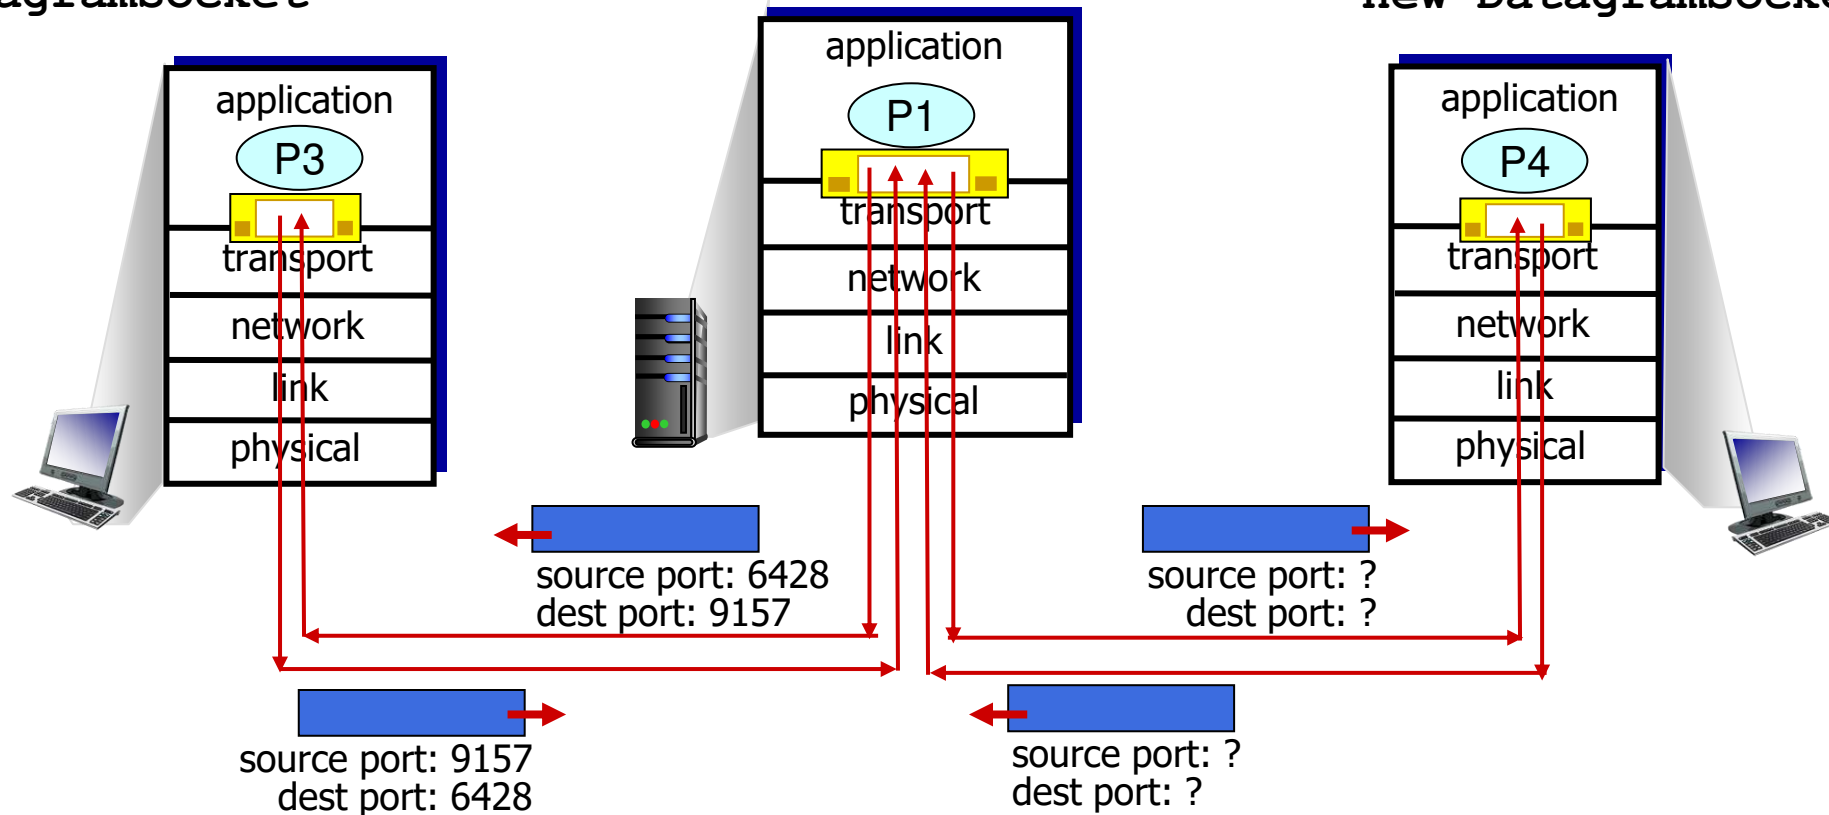 application
P3
transport
network
link
physical
application
P1
transport
network
link
physical
new
application
P4
transport
network
link
physical
source port: 6428
dest port: 9157
source port: ?
dest port: ?
source port: 9157
dest port: 6428
source port: ?
dest port: ?